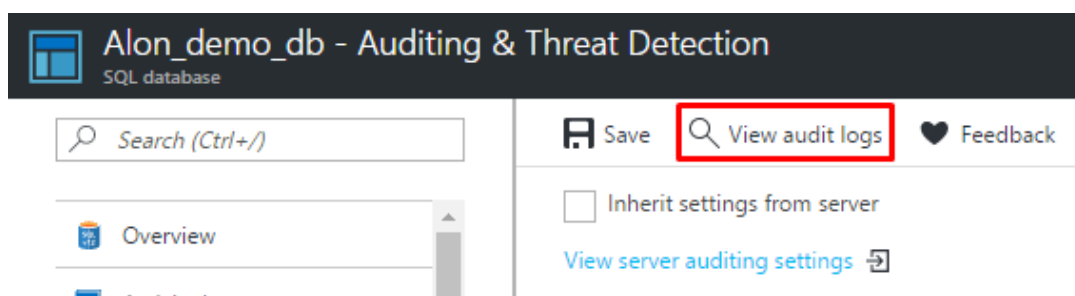 Alon_demo_db - Auditing & Threat Detection
SQL database
Search (Ctrl+/)
Save View audit logs Feedback
Inherit settings from server
Overview
View server auditing settings